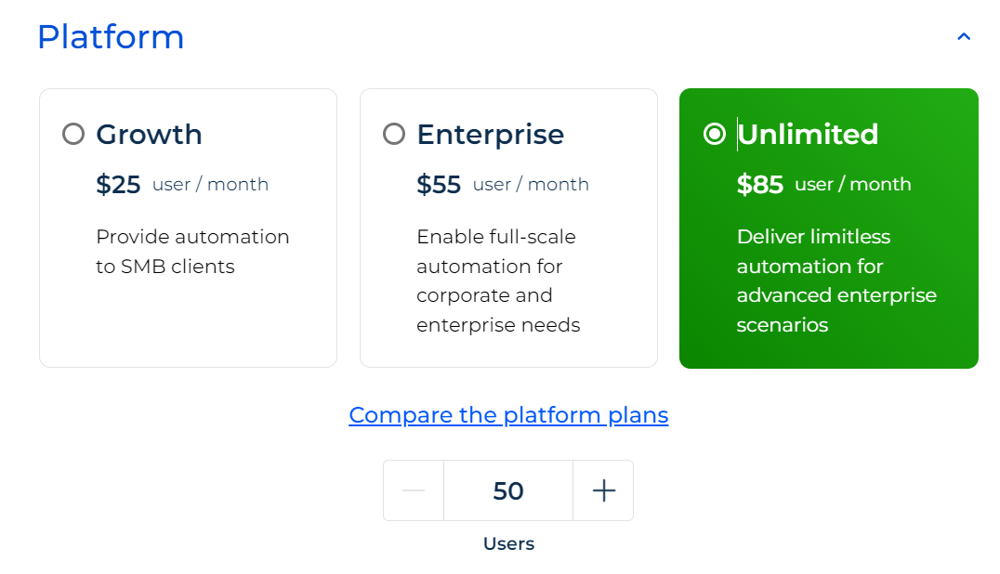 Platform
Growth
$25 user / month
Provide automation
to SMB clients
Enterprise
$55 user / month
Enable full-scale
automation for
corporate and
enterprise needs
Unlimited
$85 user / month
Deliver limitless
automation for
advanced enterprise
scenarios
Compare the platform plans
50
Users